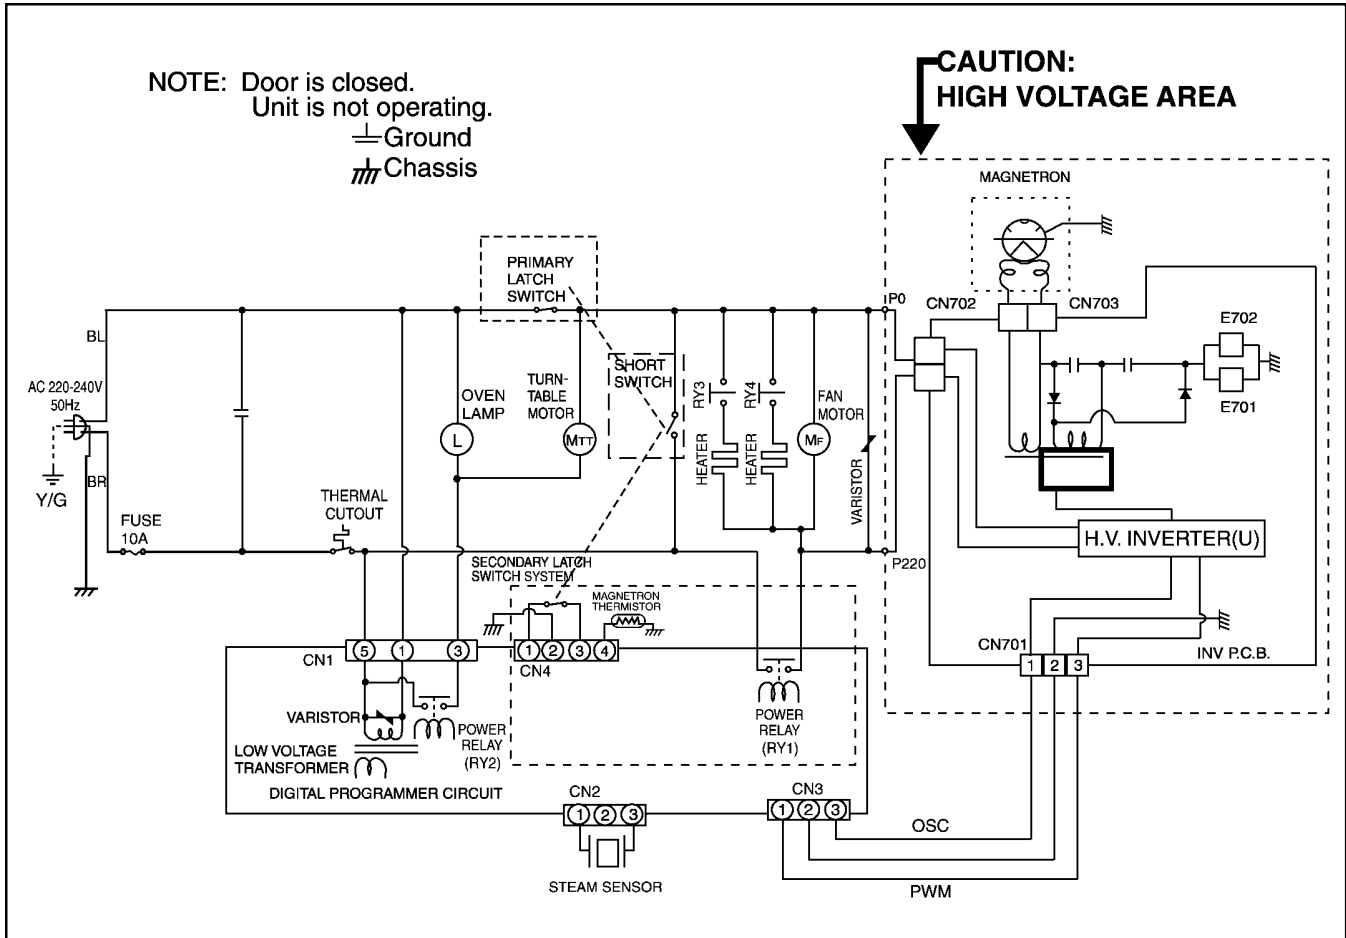 NOTE: Door is closed.
Unit is not operating.
Ground
Chassis
CAUTION:
HIGH VOLTAGE AREA
MAGNETRON
PRIMARY
LATCH
SWITCH
P0
CN702
CN703
E702
E701
BL
AC 220-240V
50Hz
Y/G
BR
FUSE
10A
THERMAL
CUTOUT
OVEN
LAMP
L
TURN-
TABLE
MOTOR
MTT
SHORT
SWITCH
RY3
HEATER
RY4
HEATER
FAN
MOTOR
MF
VARISTOR
P220
H.V. INVERTER(U)
SECONDARY LATCH
SWITCH SYSTEM
MAGNETRON
THERMISTOR
CN1
5
1
3
CN4
1
2
3
4
VARISTOR
LOW VOLTAGE
TRANSFORMER
POWER
RELAY
(RY2)
POWER
RELAY
(RY1)
DIGITAL PROGRAMMER CIRCUIT
CN701
1
2
3
INV P.C.B.
CN2
1
2
3
STEAM SENSOR
CN3
1
2
3
OSC
PWM